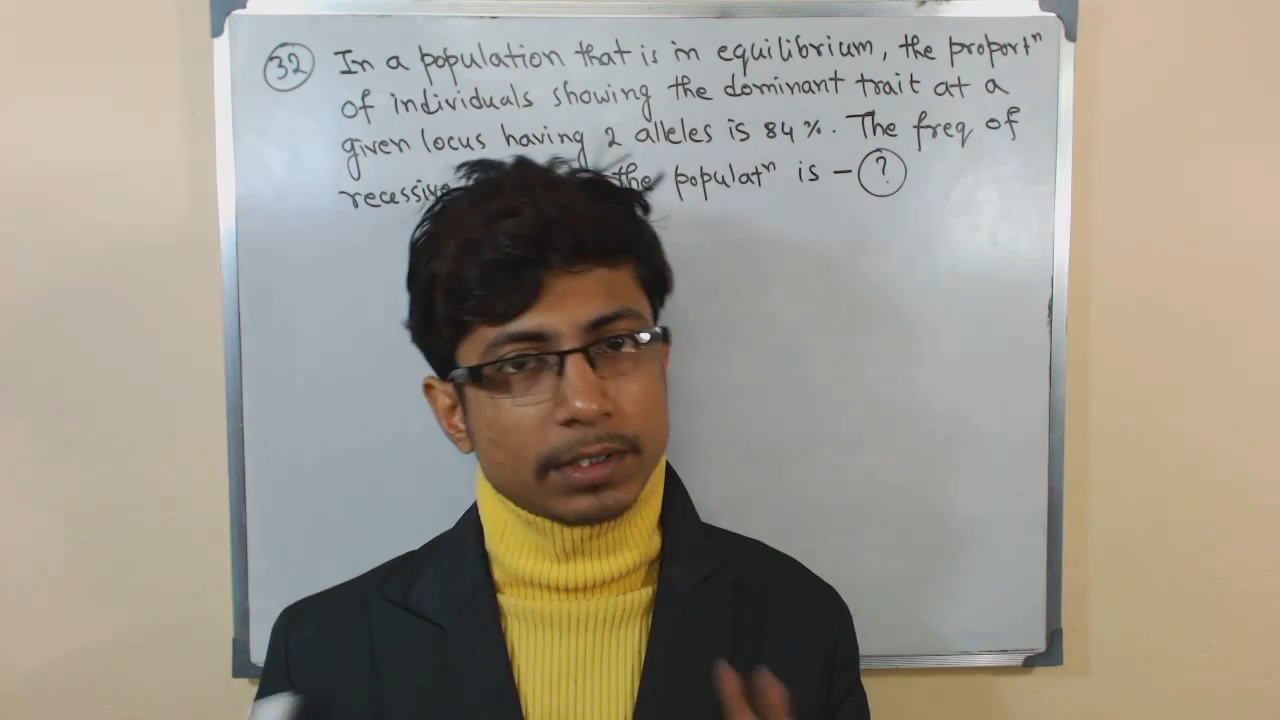 32 In a population that is in equilibrium, the proportⁿ
of individuals showing the dominant trait at a
given locus having 2 alleles is 84%. The freq of
recessive the populatⁿ is – ?